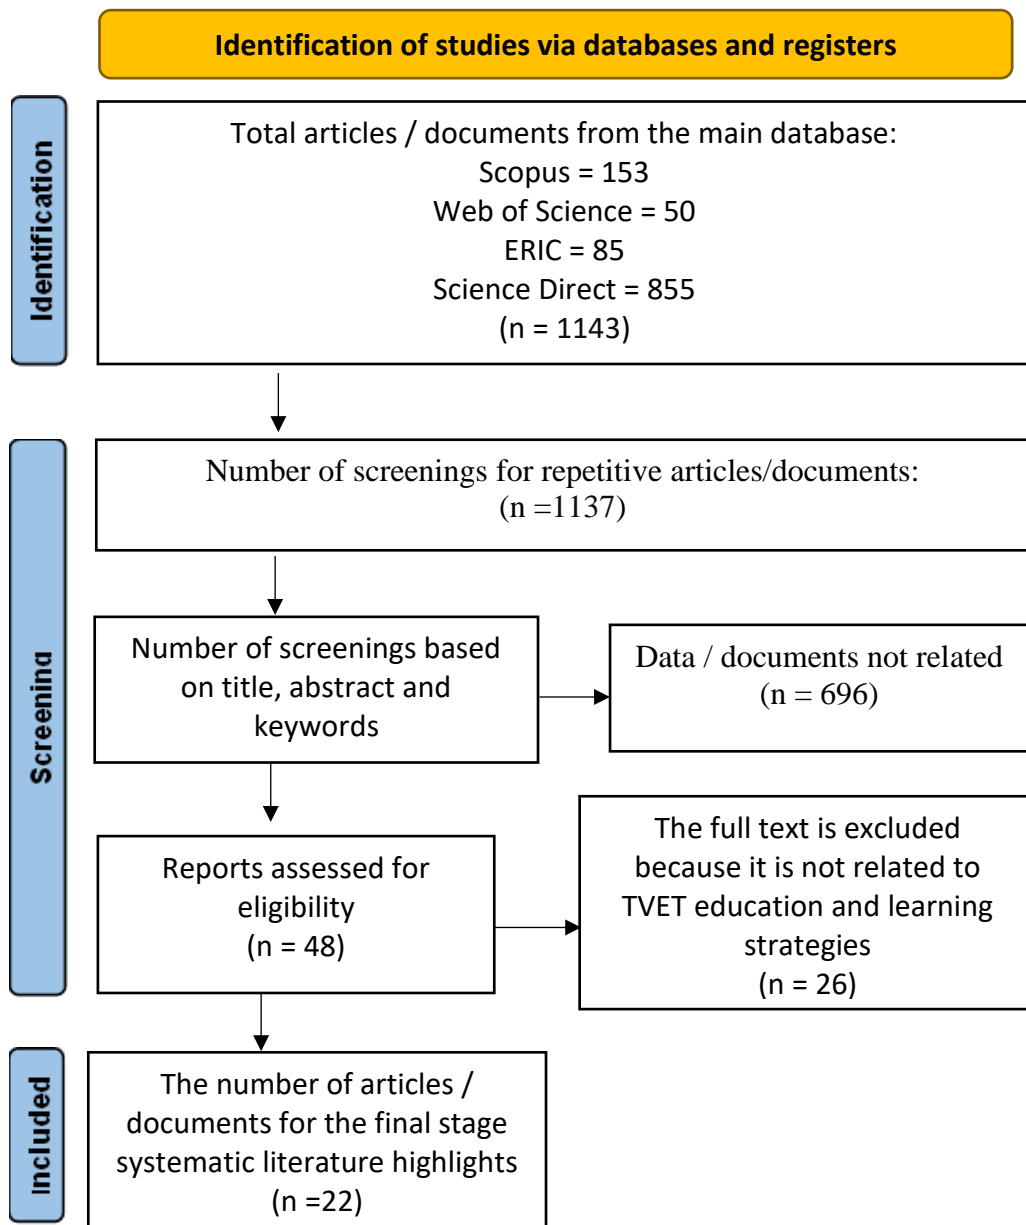 Identification of studies via databases and registers
Identification
Total articles / documents from the main database:
Scopus = 153
Web of Science = 50
ERIC = 85
Science Direct = 855
(n = 1143)
Screening
Number of screenings for repetitive articles/documents:
(n =1137)
Number of screenings based
on title, abstract and
keywords
Data / documents not related
(n = 696)
Reports assessed for
eligibility
(n = 48)
The full text is excluded
because it is not related to
TVET education and learning
strategies
(n = 26)
Included
The number of articles /
documents for the final stage
systematic literature highlights
(n =22)